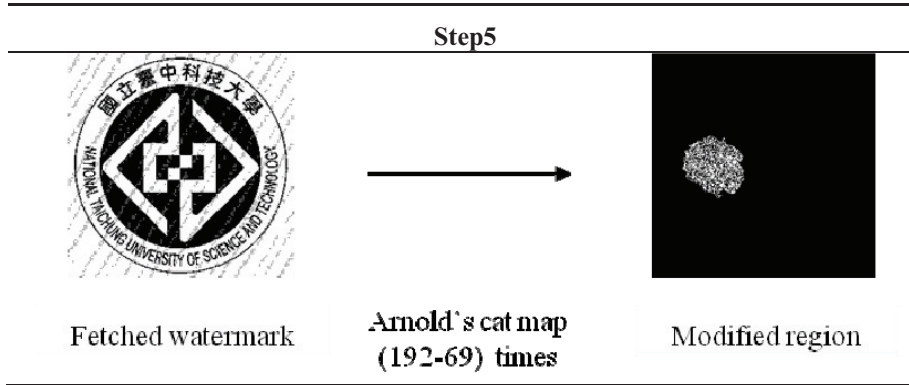 Step5
國立臺中科技大學
NATIONAL TAICHUNG UNIVERSITY OF SCIENCE AND TECHNOLOGY
Fetched watermark
Arnold's cat map
(192-69) times
Modified region